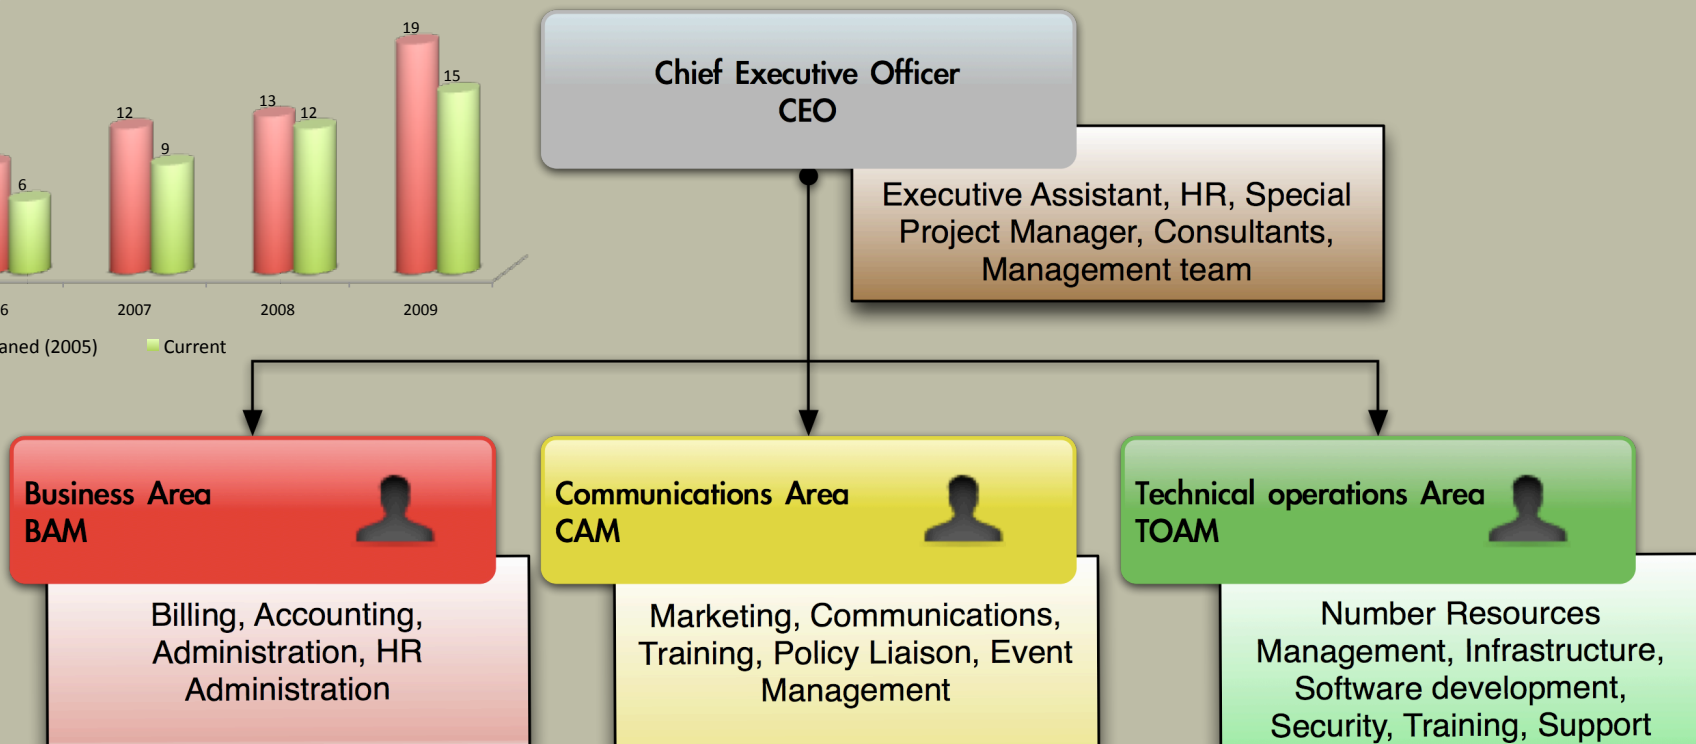 19
15
12
9
13
12
6
6
2007
2008
2009
aned (2005)
Current
Chief Executive Officer
CEO
Executive Assistant, HR, Special
Project Manager, Consultants,
Management team
Business Area
BAM
Billing, Accounting,
Administration, HR
Administration
Communications Area
CAM
Marketing, Communications,
Training, Policy Liaison, Event
Management
Technical operations Area
TOAM
Number Resources
Management, Infrastructure,
Software development,
Security, Training, Support